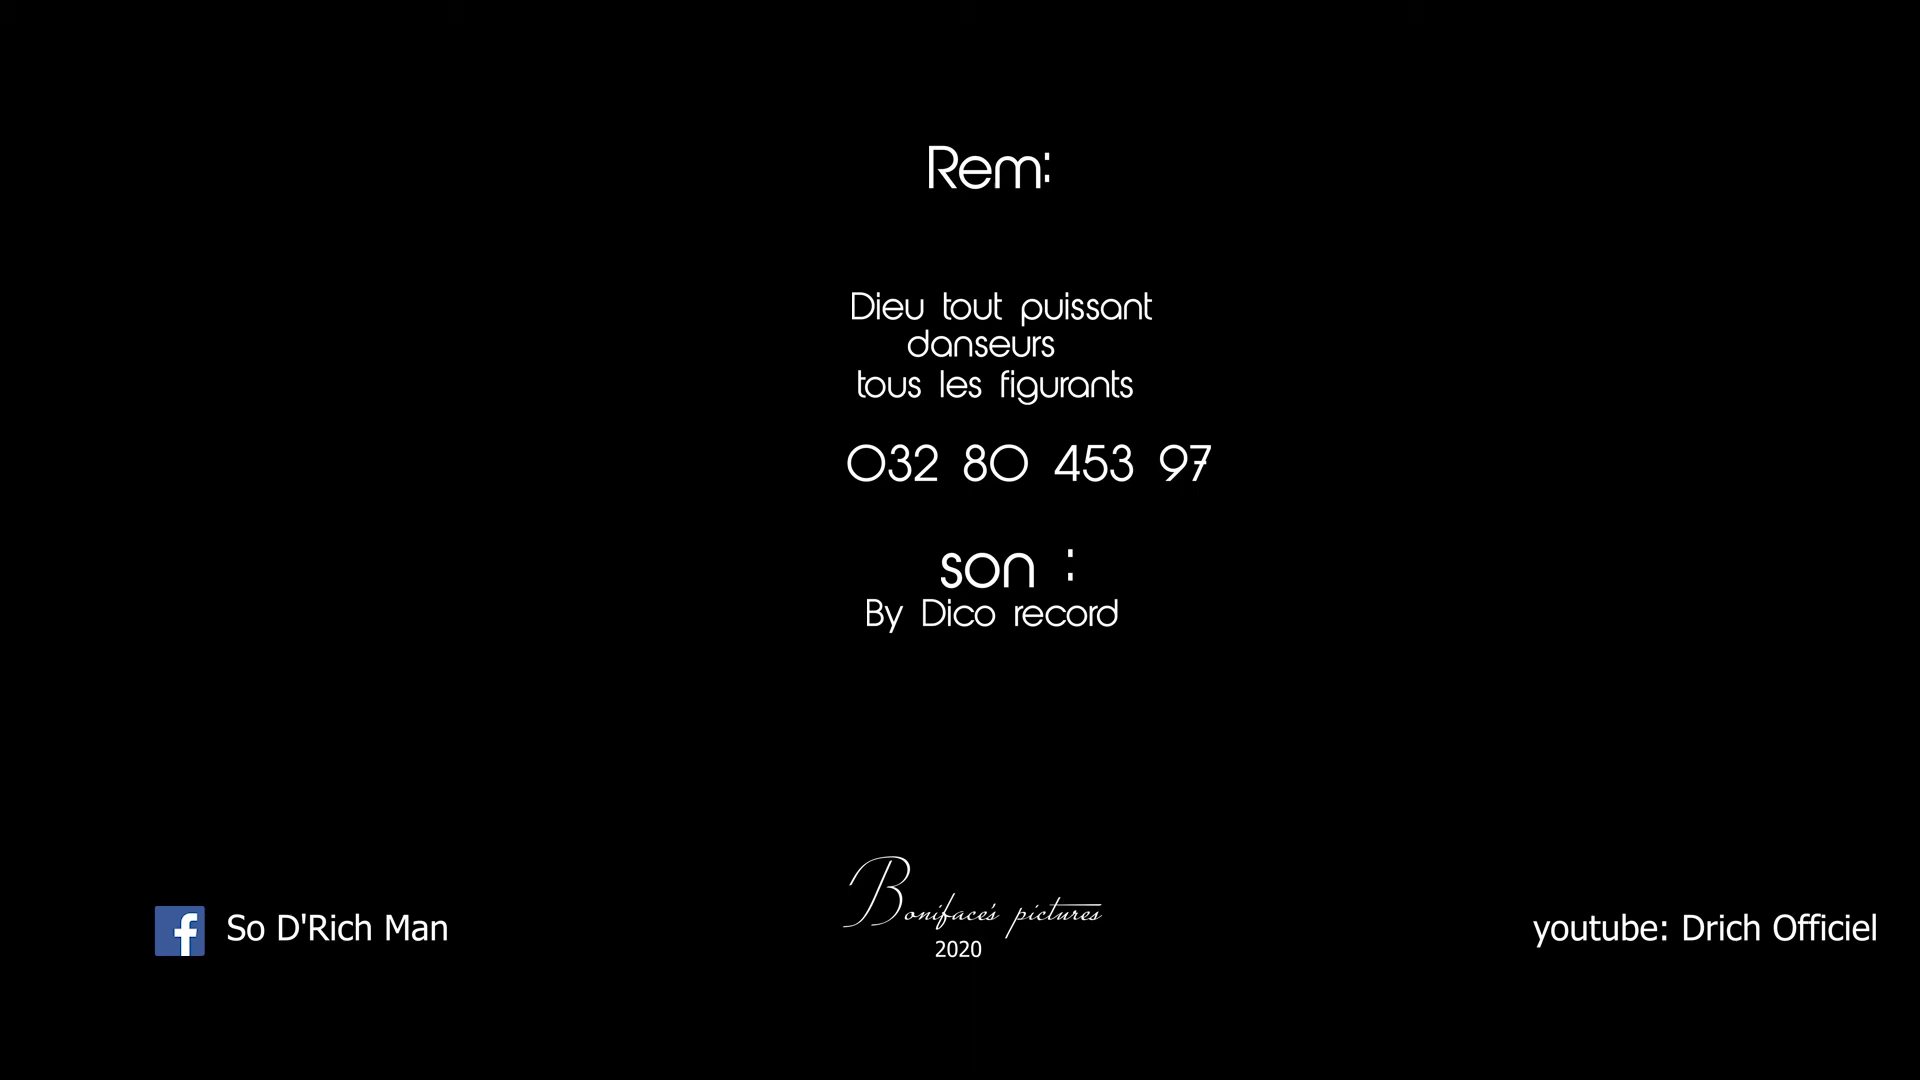 Rem:
Dieu tout puissant
danseurs
tous les figurants
032 80 453 97
son :
By Dico record
So D'Rich Man
Boniface's pictures
2020
youtube: Drich Officiel